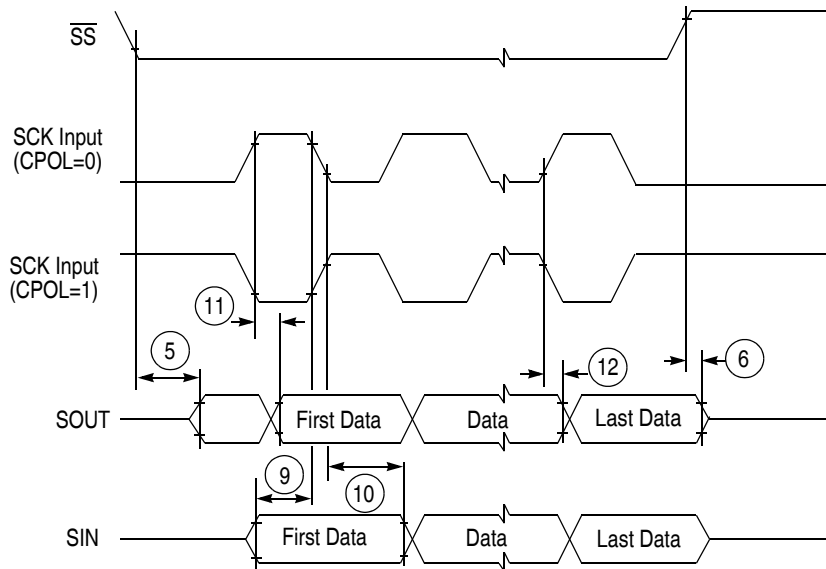 SS
SCK Input
(CPOL=0)
SCK Input
(CPOL=1)
11
5
12
6
SOUT
First Data
Data
Last Data
9
10
SIN
First Data
Data
Last Data